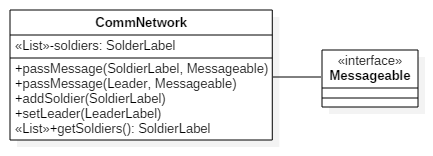 CommNetwork
«List»-soldiers: SolderLabel
+passMessage(SoldierLabel, Messageable)
+passMessage(Leader, Messageable)
+addSoldier(SoldierLabel)
+setLeader(LeaderLabel)
«List»+getSoldiers(): SoldierLabel
«interface»
Messageable